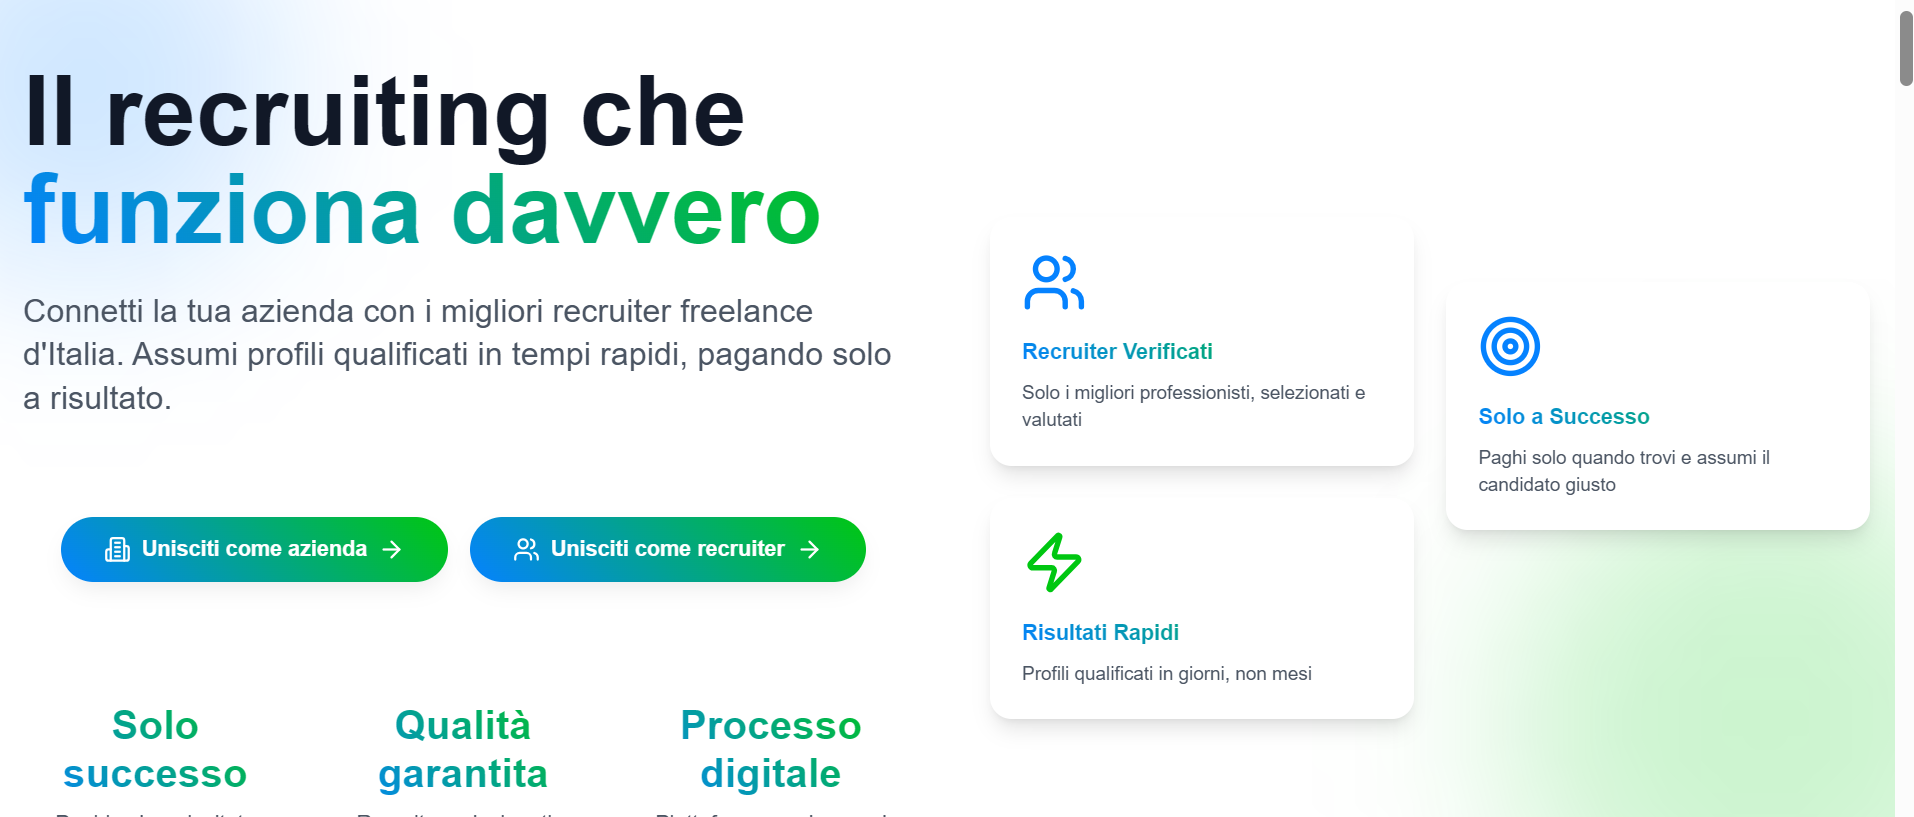 Il recruiting che
funziona davvero
Connetti la tua azienda con i migliori recruiter freelance
d'Italia. Assumi profili qualificati in tempi rapidi, pagando solo
a risultato.
Unisciti come azienda
Unisciti come recruiter
Solo
successo
Qualità
garantita
Processo
digitale
Recruiter Verificati
Solo i migliori professionisti, selezionati e
valutati
Risultati Rapidi
Profili qualificati in giorni, non mesi
Solo a Successo
Paghi solo quando trovi e assumi il
candidato giusto